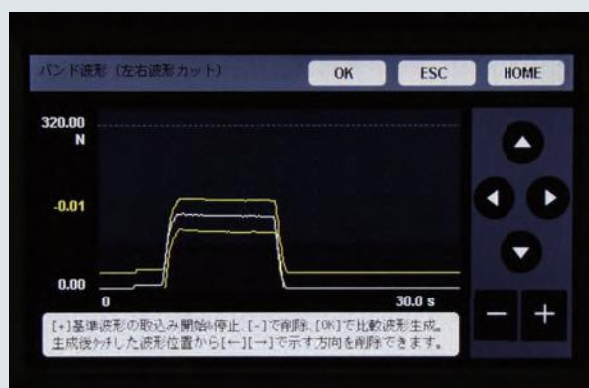 バンド波形（左右波形カット）
OK
ESC
HOME
320.00
N
-0.01
0.00
0
30.0 s
[+]基準波形の取込み開始&停止、[-]で削除、[OK]で比較波形生成。
生成後ﾀｯﾁした波形位置から[←][→]で示す方向を削除できます。